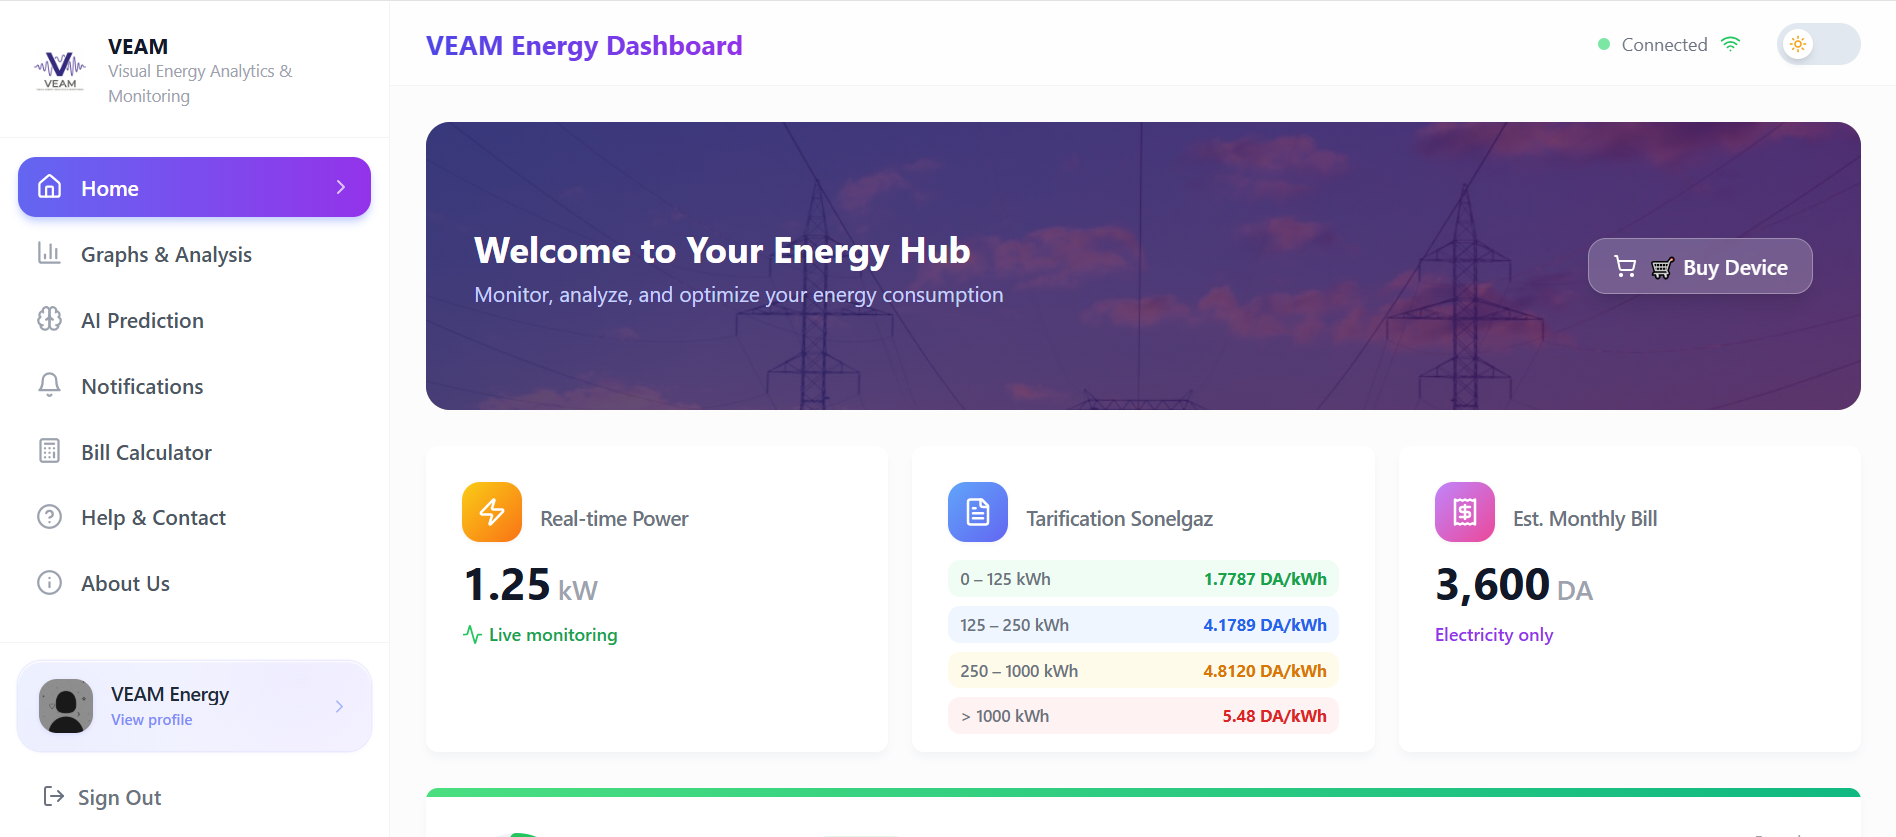 VEAM
Visual Energy Analytics &
Monitoring
VEAM
Home
Graphs & Analysis
AI Prediction
Notifications
Bill Calculator
Help & Contact
About Us
VEAM Energy
View profile
Sign Out
VEAM Energy Dashboard
Connected
Welcome to Your Energy Hub
Monitor, analyze, and optimize your energy consumption
Buy Device
Real-time Power
1.25 kW
Live monitoring
Tarification Sonelgaz
0 – 125 kWh 1.7787 DA/kWh
125 – 250 kWh 4.1789 DA/kWh
250 – 1000 kWh 4.8120 DA/kWh
> 1000 kWh 5.48 DA/kWh
Est. Monthly Bill
3,600 DA
Electricity only